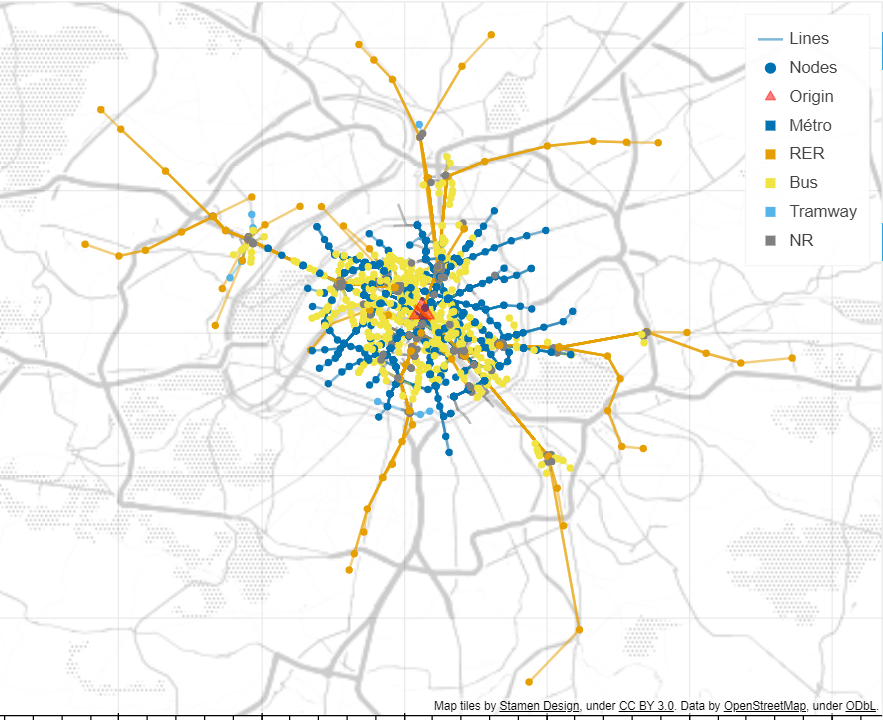 Lines
Nodes
Origin
Métro
RER
Bus
Tramway
NR
Map tiles by Stamen Design, under CC BY 3.0. Data by OpenStreetMap, under ODbL.